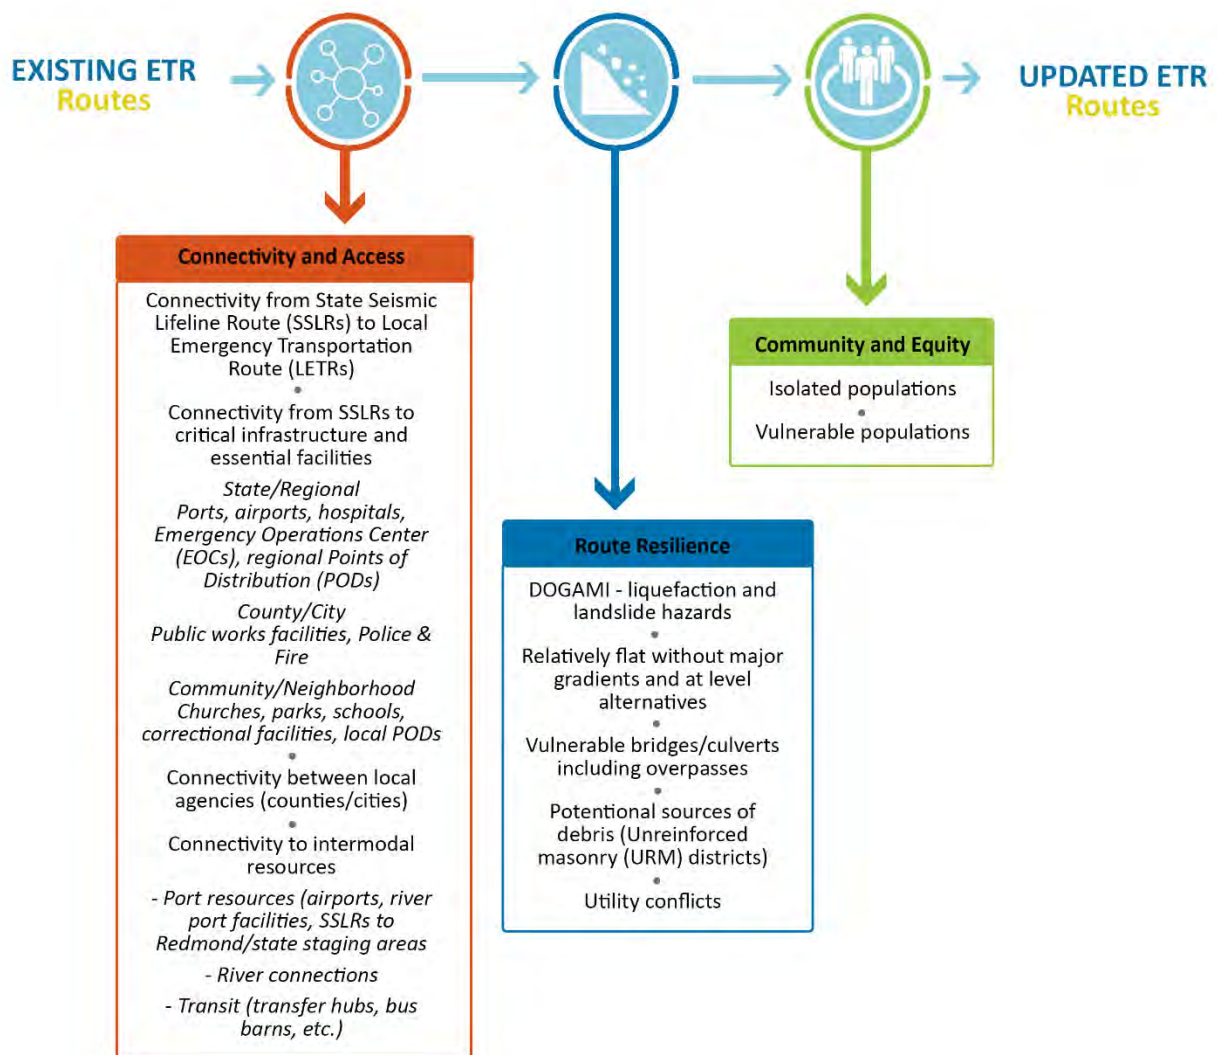 EXISTING ETR
Routes
UPDATED ETR
Routes
Connectivity and Access
Connectivity from State Seismic
Lifeline Route (SSLRs) to Local
Emergency Transportation
Route (LETRs)
•
Connectivity from SSLRs to
critical infrastructure and
essential facilities
State/Regional
Ports, airports, hospitals,
Emergency Operations Center
(EOCs), regional Points of
Distribution (PODs)
County/City
Public works facilities, Police &
Fire
Community/Neighborhood
Churches, parks, schools,
correctional facilities, local PODs
•
Connectivity between local
agencies (counties/cities)
•
Connectivity to intermodal
resources
- Port resources (airports, river
port facilities, SSLRs to
Redmond/state staging areas
- River connections
- Transit (transfer hubs, bus
barns, etc.)
Route Resilience
DOGAMI - liquefaction and
landslide hazards
•
Relatively flat without major
gradients and at level
alternatives
•
Vulnerable bridges/culverts
including overpasses
•
Potential sources of
debris (Unreinforced
masonry (URM) districts)
•
Utility conflicts
Community and Equity
Isolated populations
•
Vulnerable populations